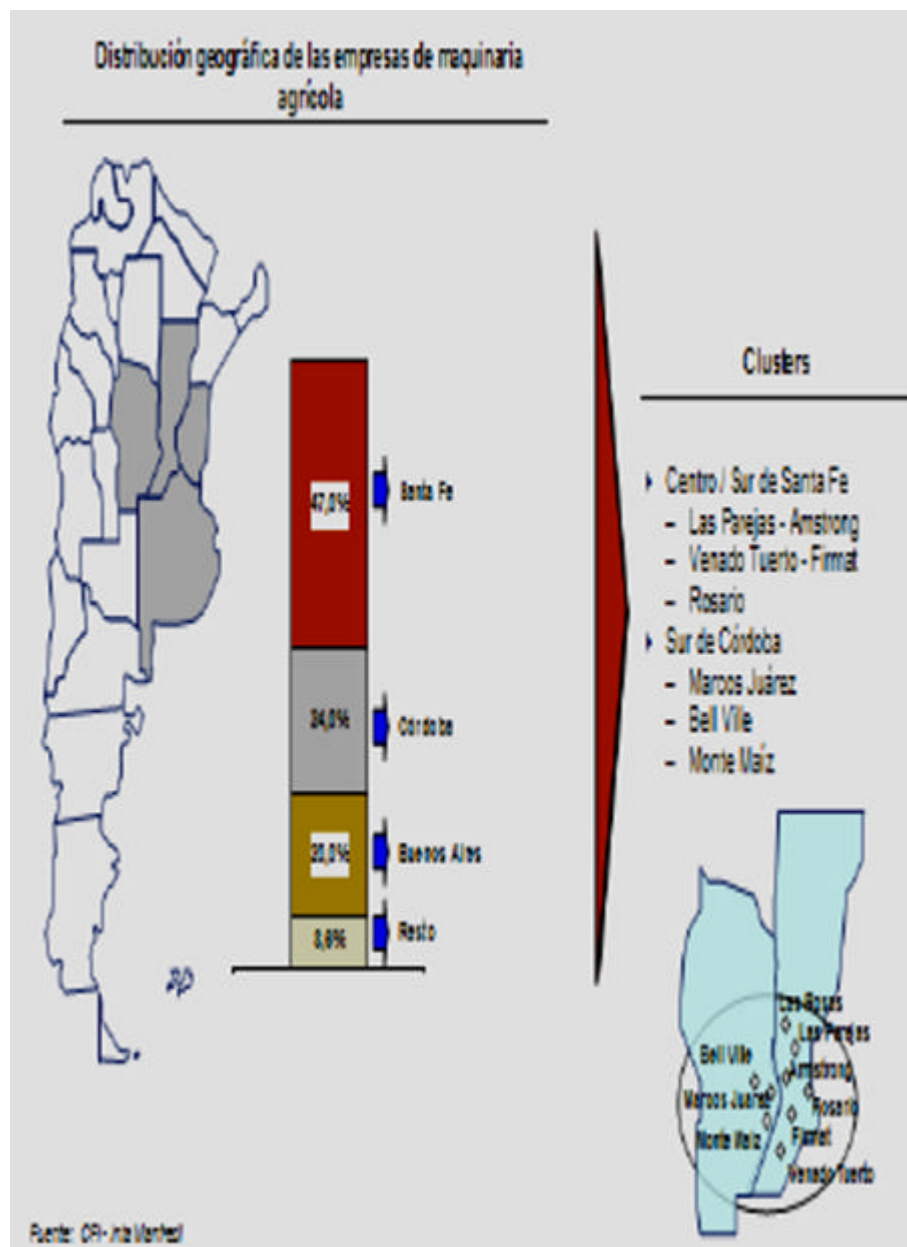 Distribución geográfica de las empresas de maquinaria
agrícola
47,0%
Santa Fe
24,0%
Córdoba
20,0%
Buenos Aires
Resto
Clusters
Centro / Sur de Santa Fe
– Las Parejas - Amstrong
– Venado Tuerto - Firmat
– Rosario
Sur de Córdoba
– Marcos Juárez
– Bell Ville
– Monte Maíz
Las Rosas
Las Parejas
Bell Ville
Armstrong
Marcos Juarez
Rosario
Monte Maiz
Firmat
Venado Tuerto
Fuente: CFI - Inta Manfredi